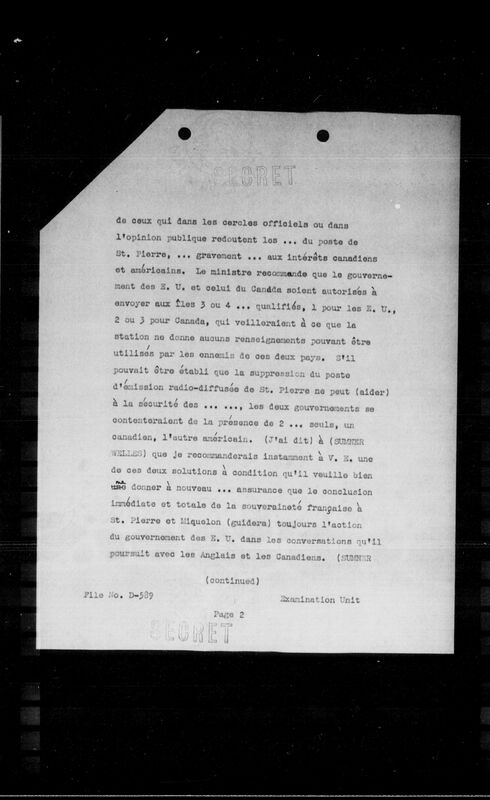 SECRET
de ceux qui dans les cercles officiels ou dans
l'opinion publique redoutent les ... du poste de
St. Pierre, ... gravement ... aux intérêts canadiens
et américains. Le ministre recommande que le gouverne-
ment des E. U. et celui du Canada soient autorisés à
envoyer aux Îles 3 ou 4 ... qualifiés, 1 pour les E. U.,
2 ou 3 pour Canada, qui veilleraient à ce que la
station ne donne aucuns renseignements pouvant être
utilisés par les ennemis de ces deux pays. S'il
pouvait être établi que la suppression du poste
d'émission radio-diffusée de St. Pierre ne peut (aider)
à la sécurité des ... ..., les deux gouvernements se
contenteraient de la présence de 2 ... seuls, un
canadien, l'autre américain. (J'ai dit) à (SUMNER
WELLES) que je recommanderais instamment à V. E. une
de ces deux solutions à condition qu'il veuille bien
donner à nouveau ... assurance que le conclusion
immédiate et totale de la souveraineté française à
St. Pierre et Miquelon (guidera) toujours l'action
du gouvernement des E. U. dans les conversations qu'il
poursuit avec les Anglais et les Canadiens. (SUMNER
(continued)
File No. D-589 Examination Unit
Page 2
SECRET